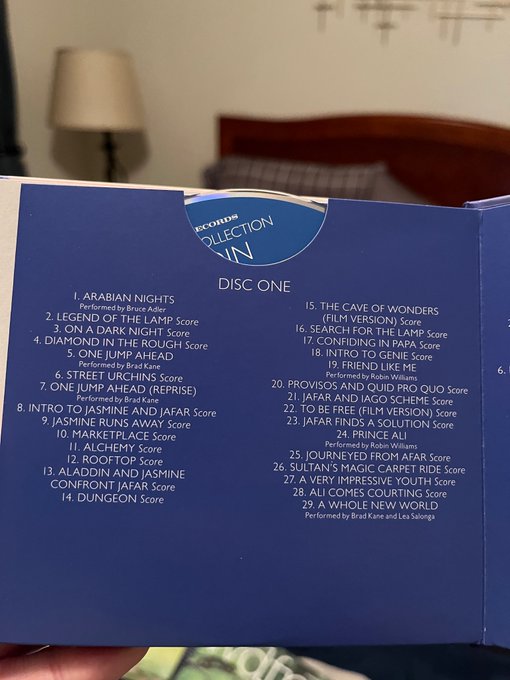 ECORDS
OLLECTION
IN
DISC ONE
1. ARABIAN NIGHTS
Performed by Bruce Adler
2. LEGEND OF THE LAMP Score
3. ON A DARK NIGHT Score
4. DIAMOND IN THE ROUGH Score
5. ONE JUMP AHEAD
Performed by Brad Kane
6. STREET URCHINS Score
7. ONE JUMP AHEAD (REPRISE)
Performed by Brad Kane
8. INTRO TO JASMINE AND JAFAR Score
9. JASMINE RUNS AWAY Score
10. MARKETPLACE Score
11. ALCHEMY Score
12. ROOFTOP Score
13. ALADDIN AND JASMINE
CONFRONT JAFAR Score
14. DUNGEON Score
15. THE CAVE OF WONDERS
(FILM VERSION) Score
16. SEARCH FOR THE LAMP Score
17. CONFIDING IN PAPA Score
18. INTRO TO GENIE Score
19. FRIEND LIKE ME
Performed by Robin Williams
20. PROVISOS AND QUID PRO QUO Score
21. JAFAR AND IAGO SCHEME Score
22. TO BE FREE (FILM VERSION) Score
23. JAFAR FINDS A SOLUTION Score
24. PRINCE ALI
Performed by Robin Williams
25. JOURNEYED FROM AFAR Score
26. SULTAN'S MAGIC CARPET RIDE Score
27. A VERY IMPRESSIVE YOUTH Score
28. ALI COMES COURTING Score
29. A WHOLE NEW WORLD
Performed by Brad Kane and Lea Salonga
6.